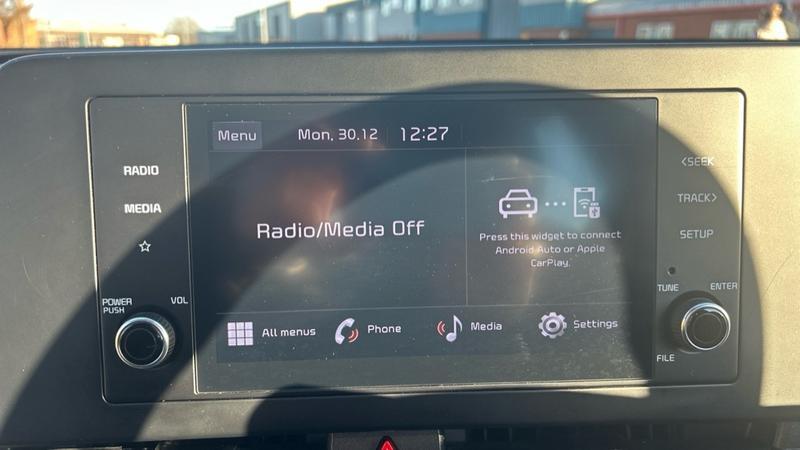 Menu Mon, 30.12 12:27
RADIO
MEDIA
POWER
PUSH
VOL
Radio/Media Off
Press this widget to connect
Android Auto or Apple
CarPlay.
All menus Phone Media Settings
<SEEK
TRACK>
SETUP
TUNE ENTER
FILE